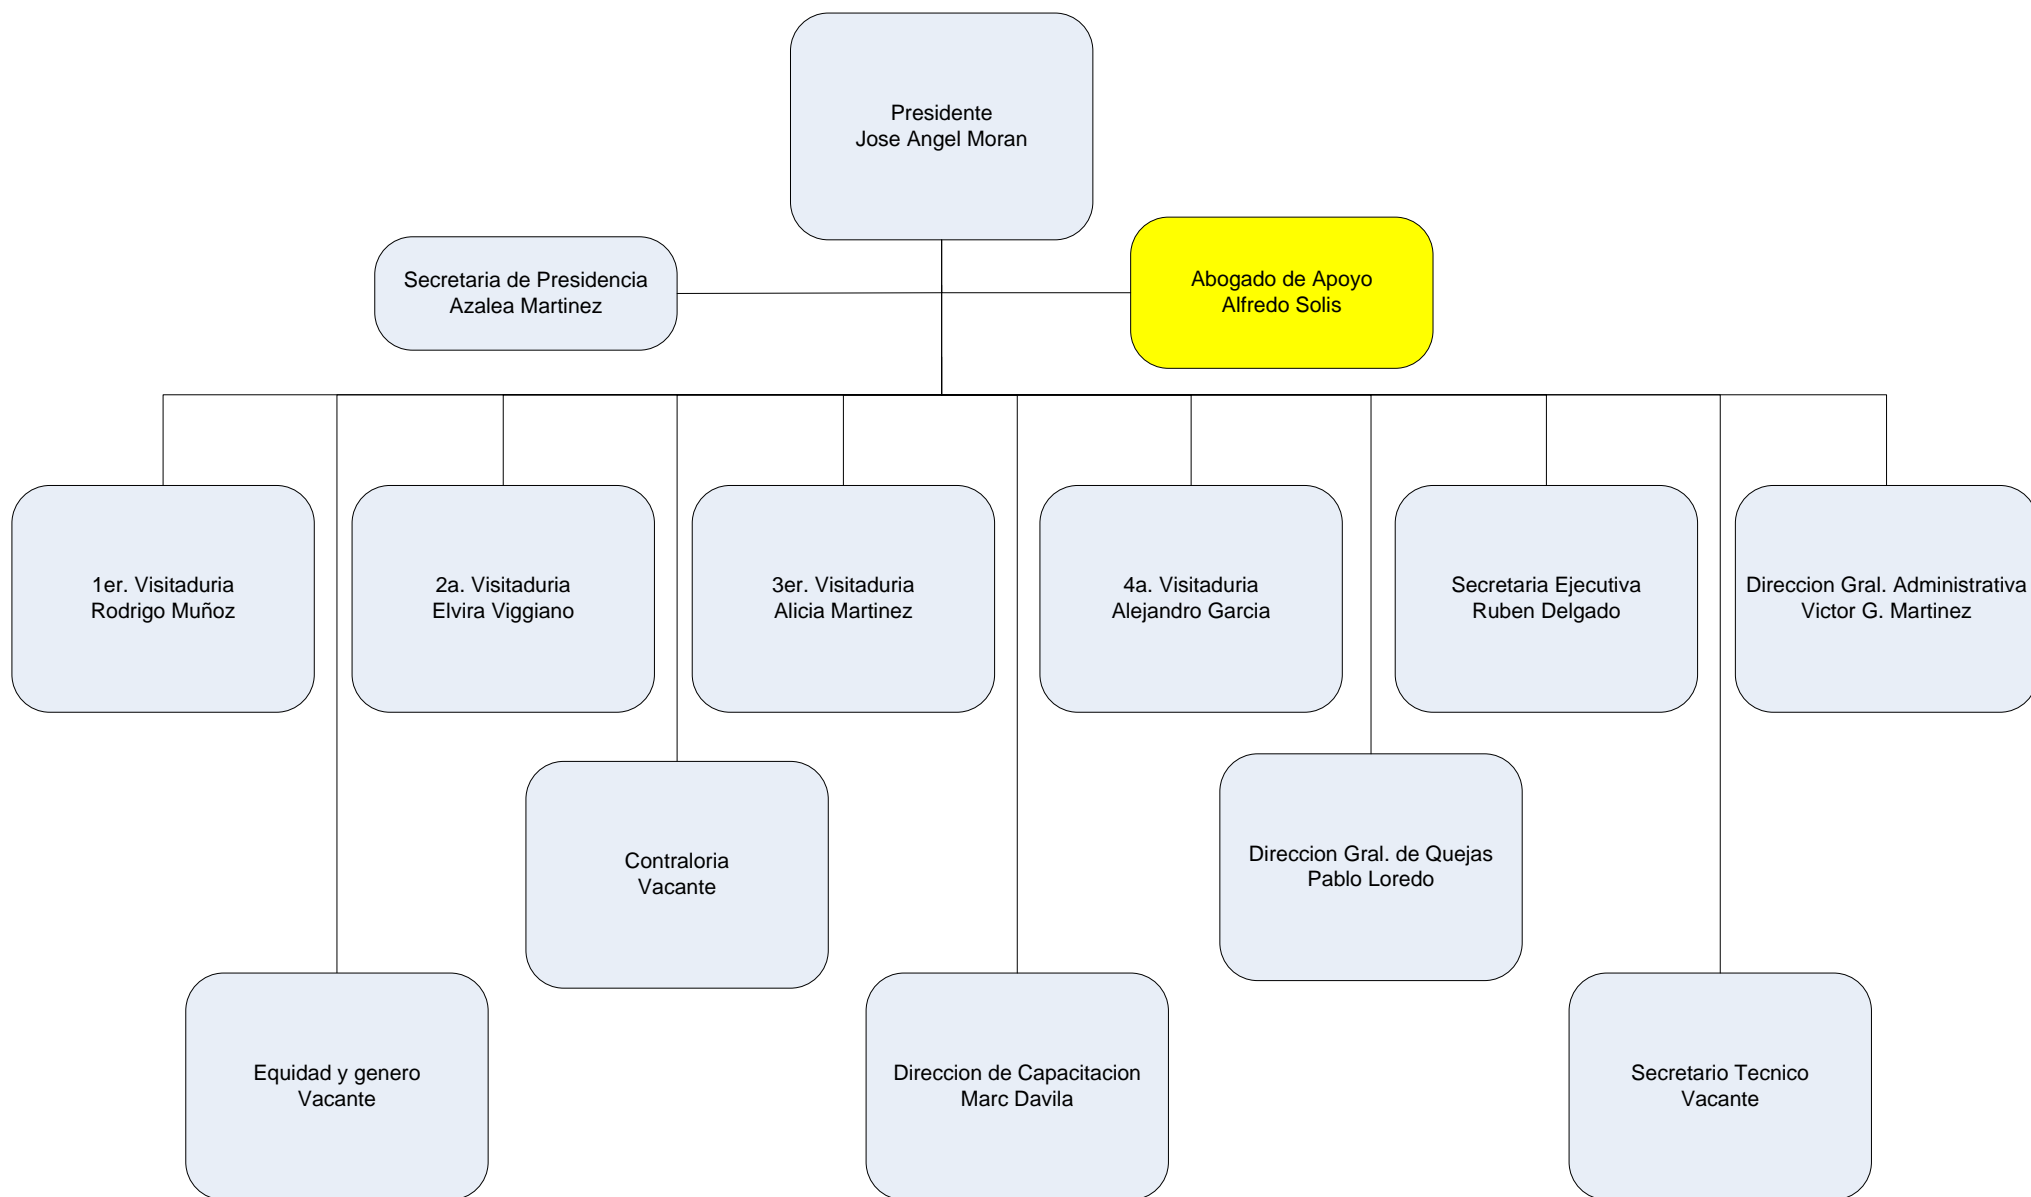 Presidente
Jose Angel Moran
Secretaria de Presidencia
Azalea Martinez
Abogado de Apoyo
Alfredo Solis
1er. Visitaduria
Rodrigo Muñoz
2a. Visitaduria
Elvira Viggiano
3er. Visitaduria
Alicia Martinez
4a. Visitaduria
Alejandro Garcia
Secretaria Ejecutiva
Ruben Delgado
Direccion Gral. Administrativa
Victor G. Martinez
Contraloria
Vacante
Direccion Gral. de Quejas
Pablo Loredo
Equidad y genero
Vacante
Direccion de Capacitacion
Marc Davila
Secretario Tecnico
Vacante